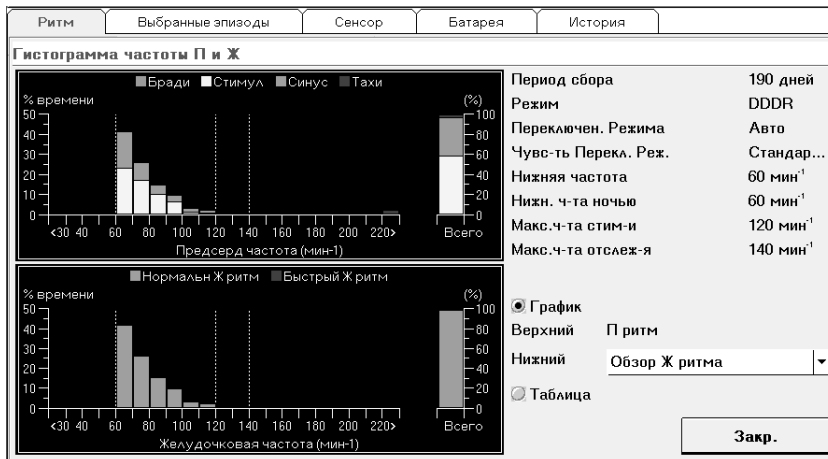 Ритм Выбранные эпизоды Сенсор Батарея История
Гистограмма частоты П и Ж
Бради Стимул Синус Тахи
% времени (%)
50 100
40 80
30 60
20 40
10 20
0 0
<30 40 60 80 100 120 140 160 180 200 220> Всего
Предсерд частота (мин-1)
Нормальн Ж ритм Быстрый Ж ритм
% времени (%)
50 100
40 80
30 60
20 40
10 20
0 0
<30 40 60 80 100 120 140 160 180 200 220> Всего
Желудочковая частота (мин-1)
Период сбора 190 дней
Режим DDDR
Переключен. Режима Авто
Чувс-ть Перекл. Реж. Стандар...
Нижняя частота 60 мин⁻¹
Нижн. ч-та ночью 60 мин⁻¹
Макс.ч-та стим-и 120 мин⁻¹
Макс.ч-та отслеж-я 140 мин⁻¹
График
Верхний П ритм
Нижний Обзор Ж ритма
Таблица
Закр.